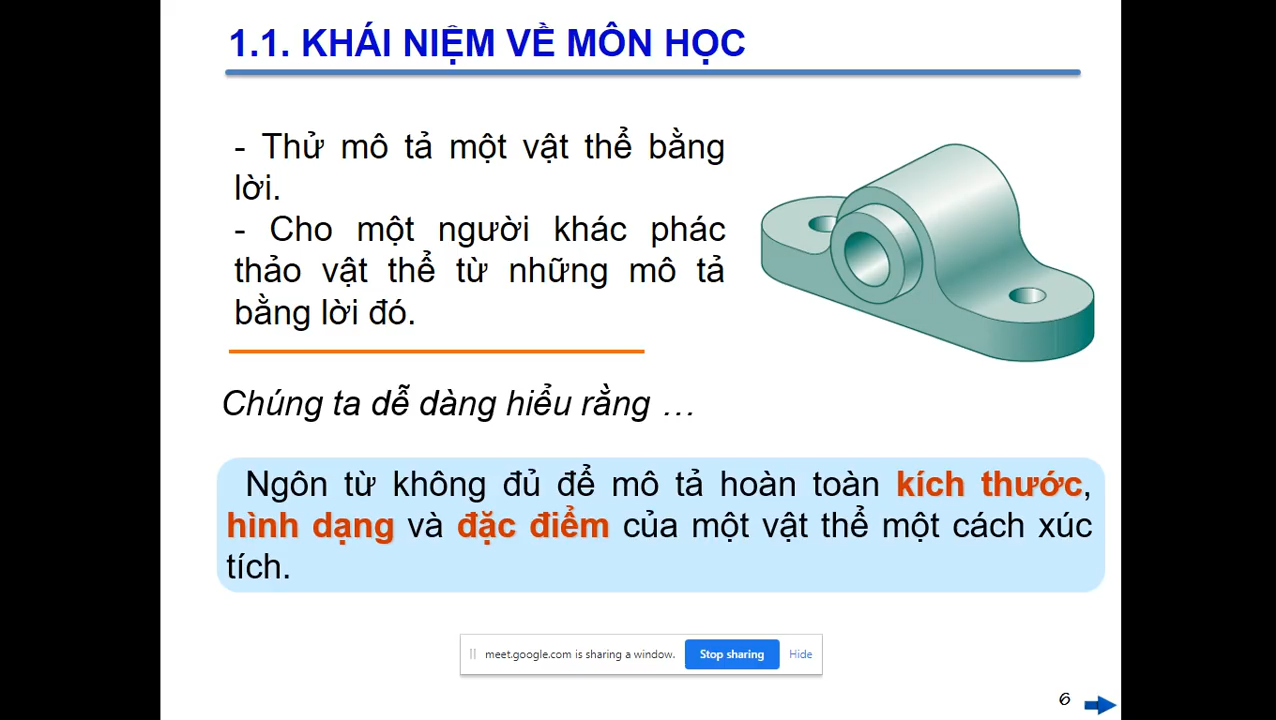 1.1. KHÁI NIỆM VỀ MÔN HỌC
- Thử mô tả một vật thể bằng
lời.
- Cho một người khác phác
thảo vật thể từ những mô tả
bằng lời đó.
Chúng ta dễ dàng hiểu rằng …
Ngôn từ không đủ để mô tả hoàn toàn kích thước,
hình dạng và đặc điểm của một vật thể một cách xúc
tích.
meet.google.com is sharing a window. Stop sharing Hide
6